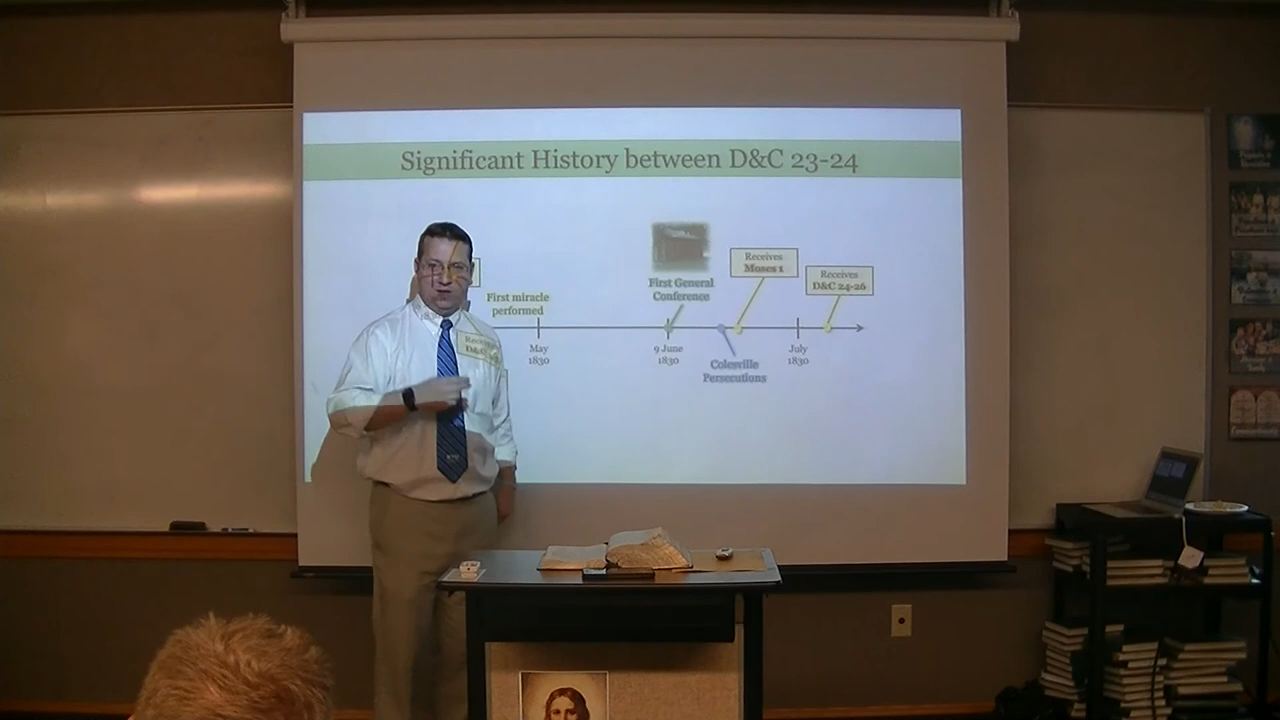 Significant History between D&C 23-24
First miracle
performed
First General
Conference
Receives
Moses 1
Receives
D&C 24-26
May
1830
9 June
1830
Colesville
Persecutions
July
1830